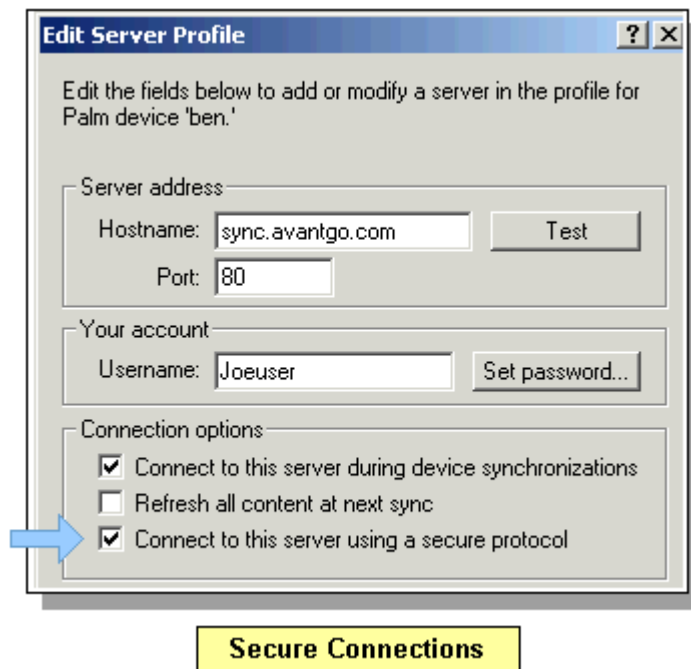 Edit Server Profile
Edit the fields below to add or modify a server in the profile for
Palm device 'ben.'
Server address
Hostname: sync.avantgo.com Test
Port: 80
Your account
Username: Joeuser Set password...
Connection options
Connect to this server during device synchronizations
Refresh all content at next sync
Connect to this server using a secure protocol
Secure Connections